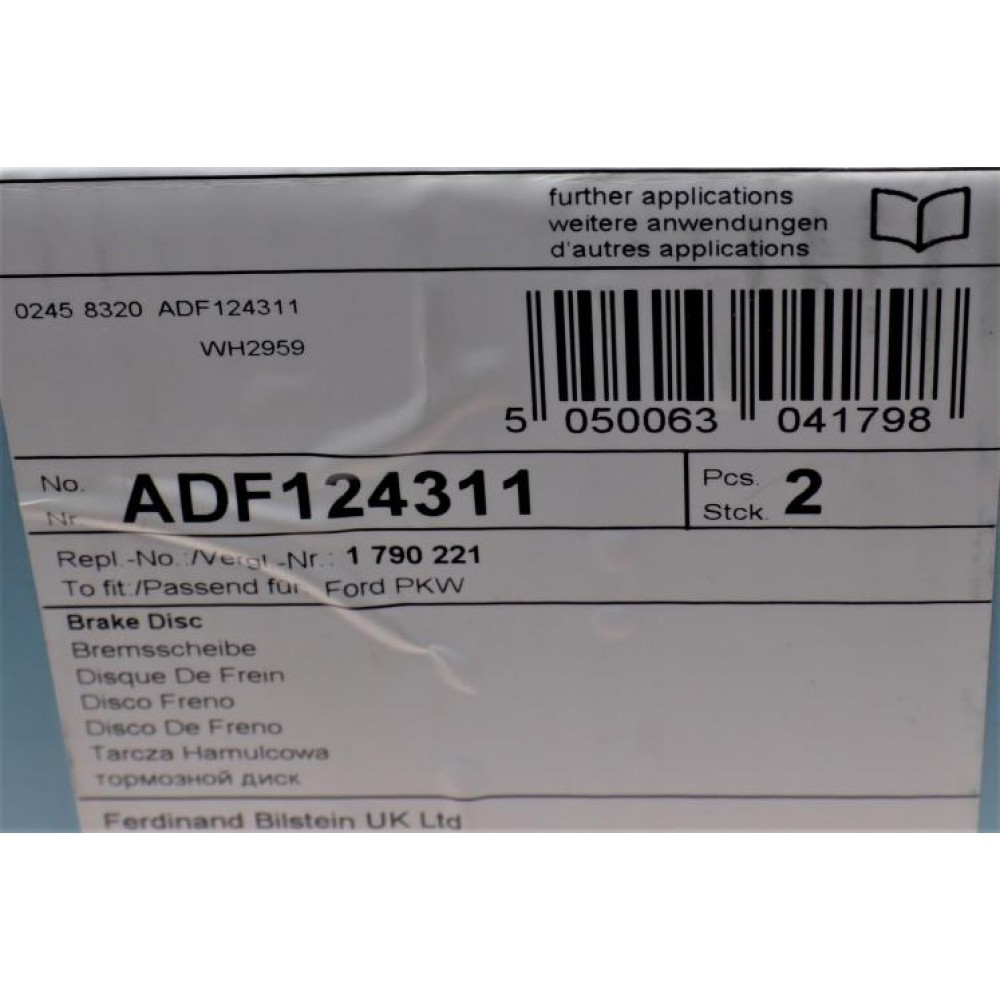 further applications
weitere anwendungen
d'autres applications
0245 8320 ADF124311
WH2959
5 050063 041798
No.
Nr.
ADF124311
Pcs.
Stck.
2
Repl.-No.:/Vergl.-Nr.: 1 790 221
To fit:/Passend für: Ford PKW
Brake Disc
Bremsscheibe
Disque De Frein
Disco Freno
Disco De Freno
Tarcza Hamulcowa
тормозной диск
Ferdinand Bilstein UK Ltd